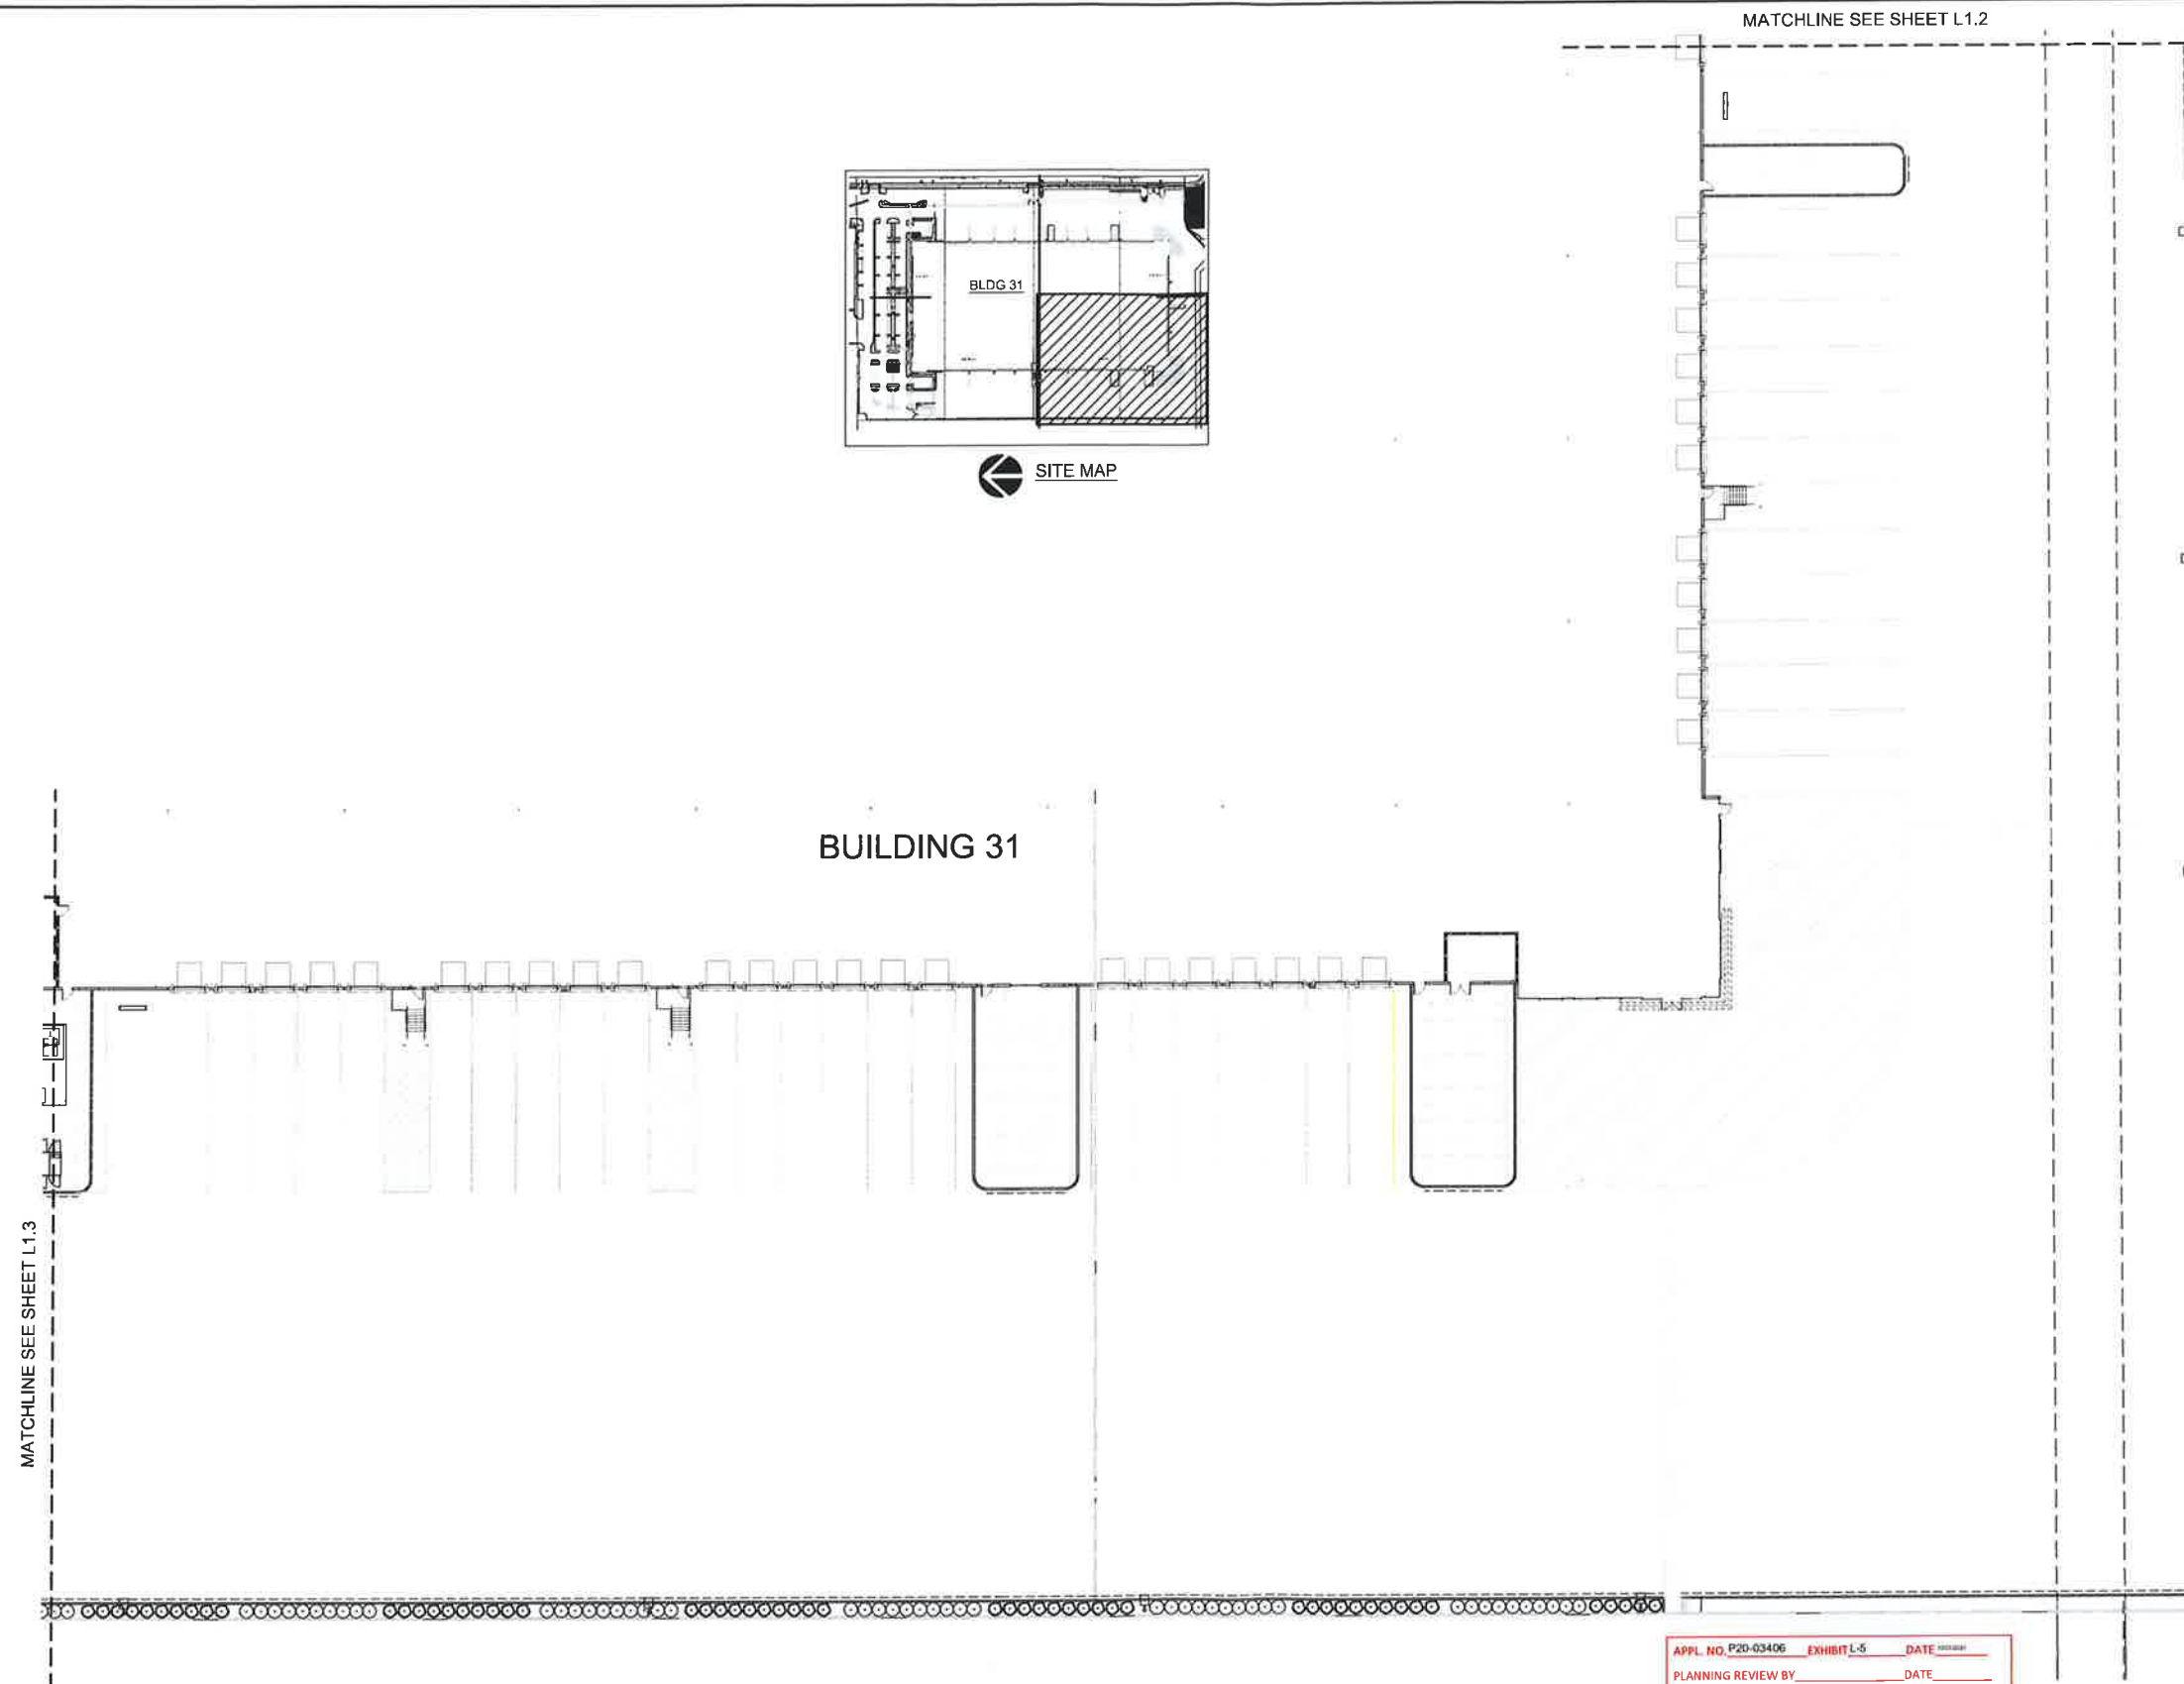 MATCHLINE SEE SHEET L1.2
BLDG 31
SITE MAP
BUILDING 31
MATCHLINE SEE SHEET L1.3
APPL. NO. P20-03406 EXHIBIT L-5 DATE
PLANNING REVIEW BY DATE